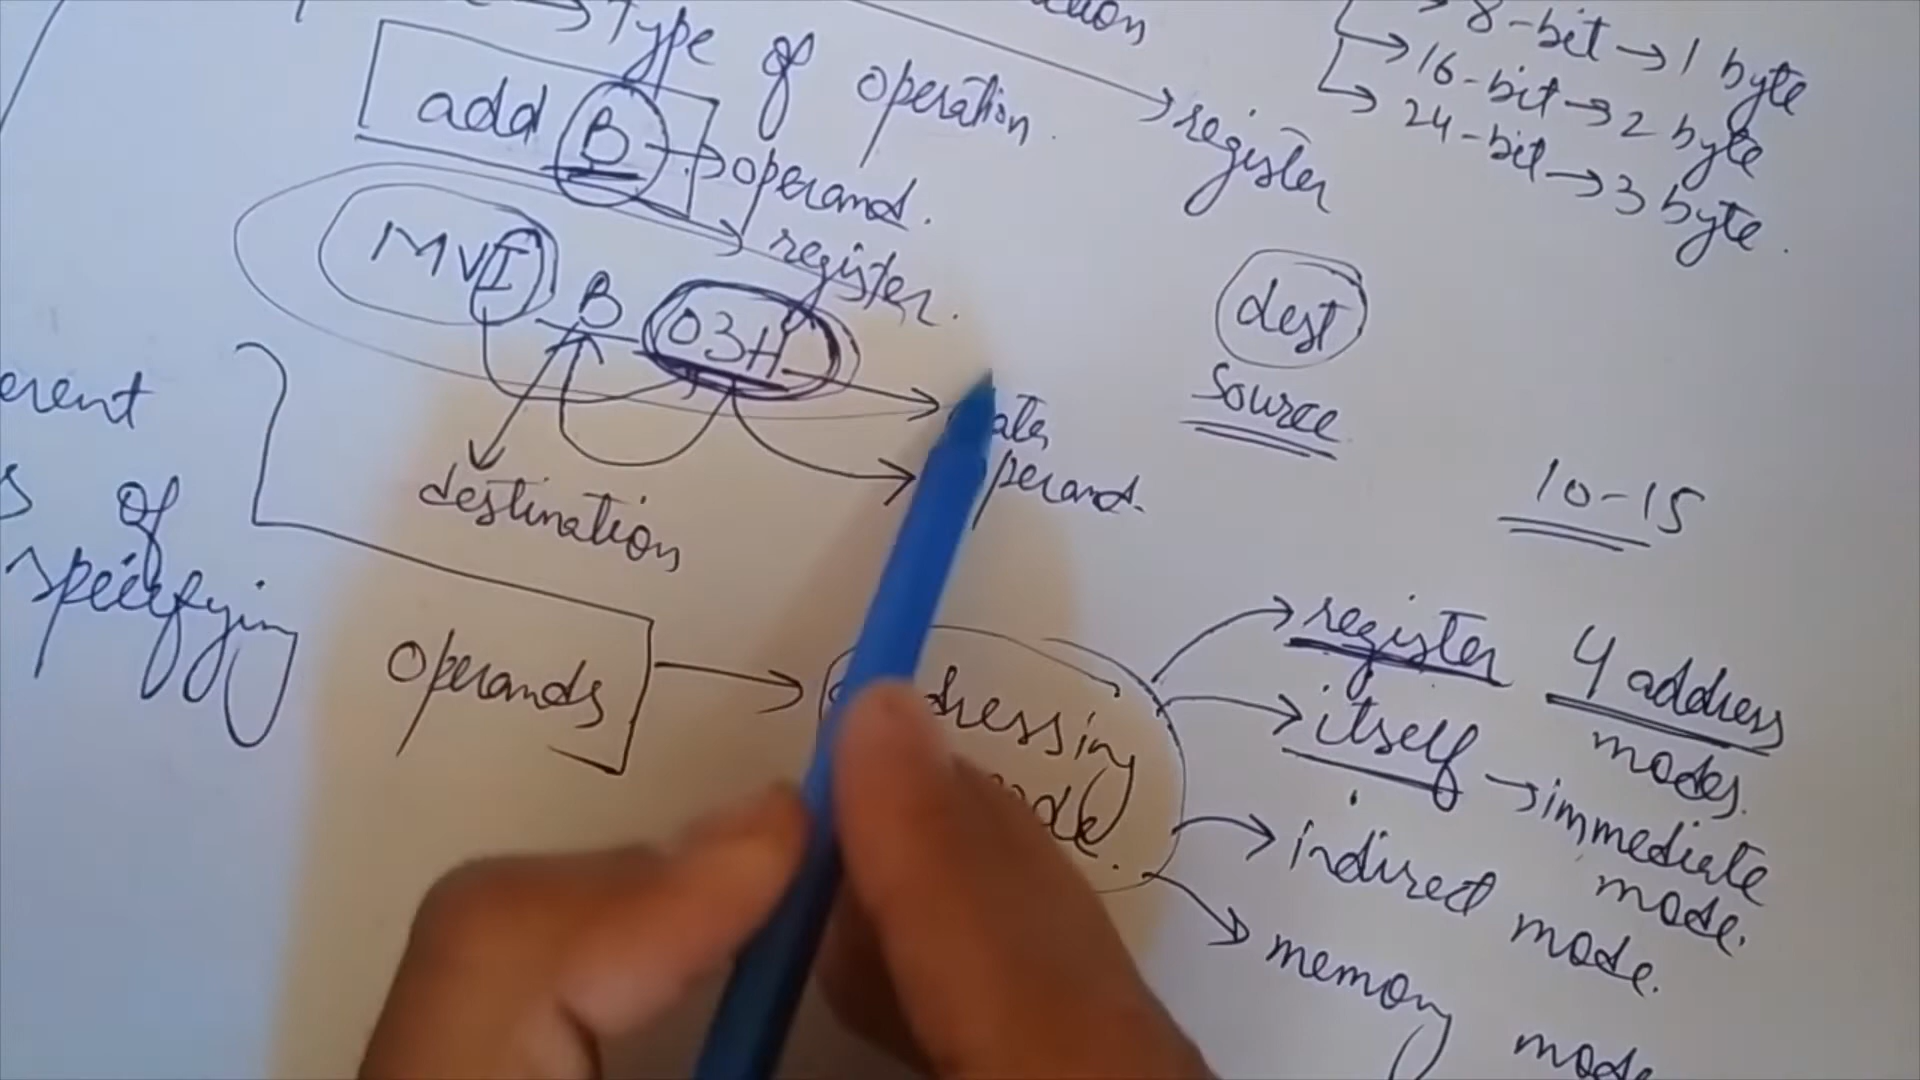 Type of operation.
add B
operand.
register.
register
8-bit → 1 byte
16-bit → 2 byte
24-bit → 3 byte.
MVI B 03H
dest
source
destination
10-15
of
specifying
operands
mode.
register
4 address
modes.
itself → immediate
mode.
indirect mode.
memory mode